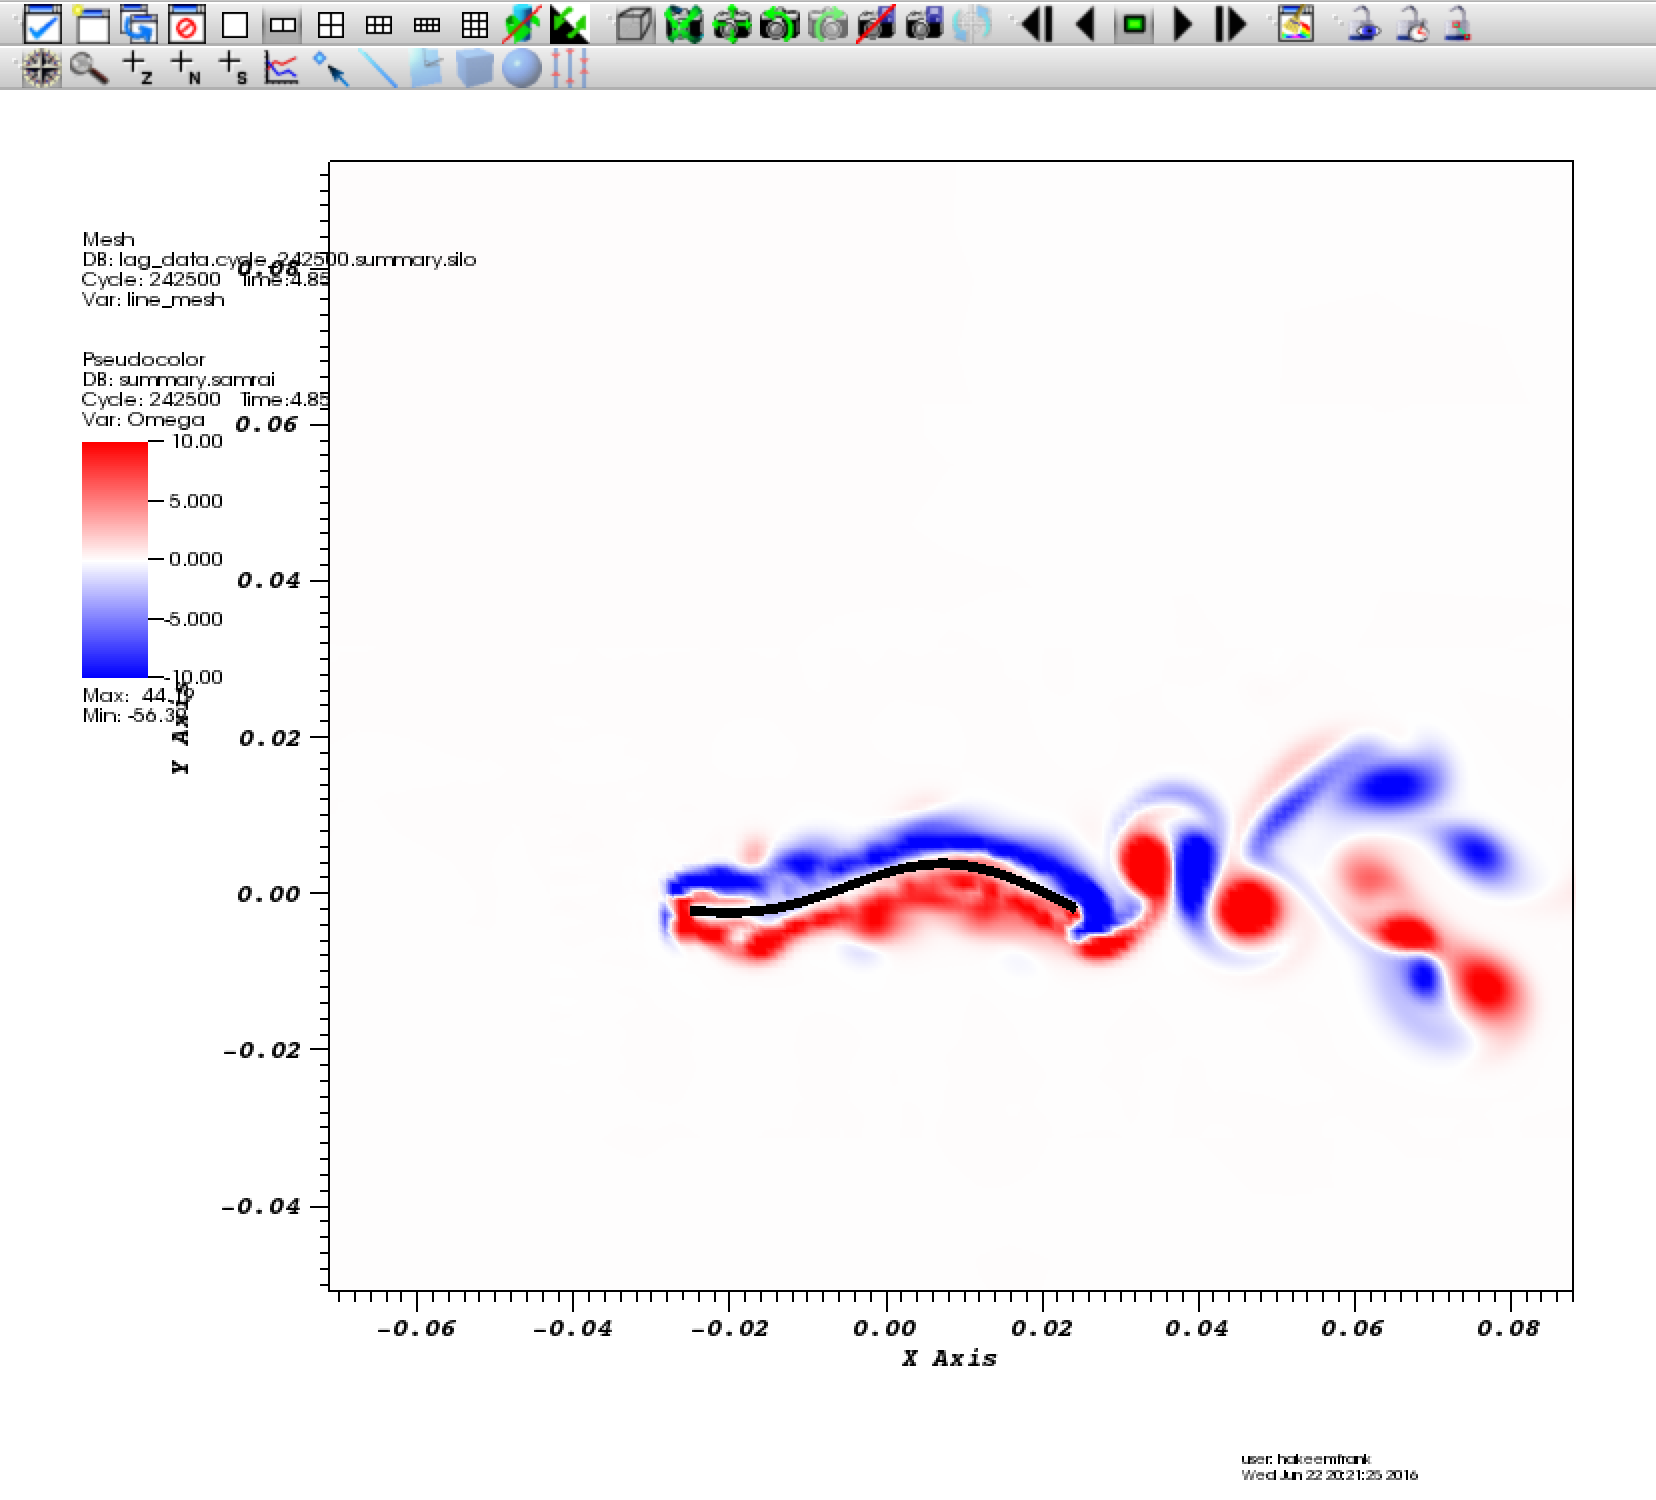 Z
N
S
Mesh
DB: lag_data.cycle_242500.summary.silo
Cycle: 242500 Time:4.85
Var: line_mesh
Pseudocolor
DB: summary.samrai
Cycle: 242500 Time:4.85
Var: Omega
10.00
5.000
0.000
-5.000
-10.00
Max: 44.19
Min: -56.3
0.08
0.06
0.04
0.02
0.00
-0.02
-0.04
Y Axis
-0.06 -0.04 -0.02 0.00 0.02 0.04 0.06 0.08
X Axis
user: hakeemfrank
Wed Jun 22 20:21:25 2016